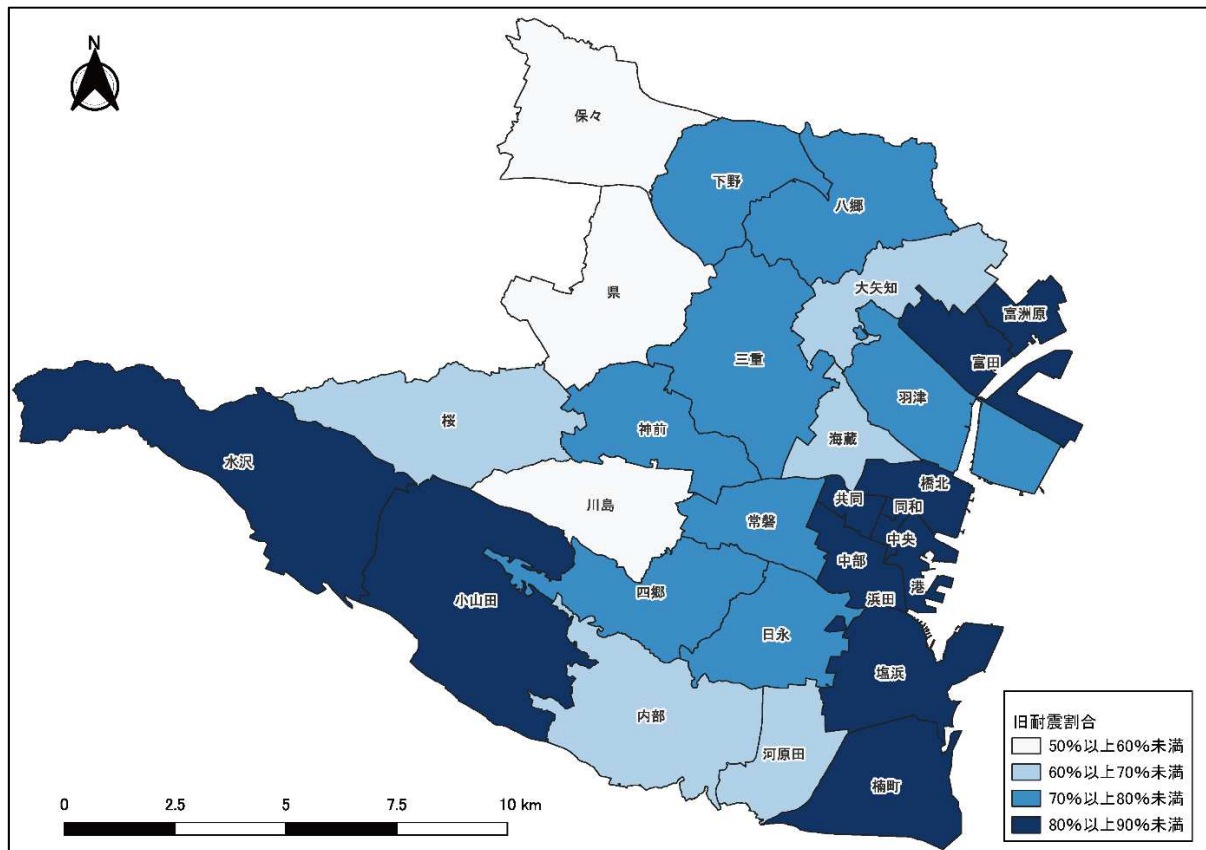 N
保々
下野
八郷
県
大矢知
富洲原
三重
富田
羽津
桜
神前
海蔵
水沢
橋北
共同
同和
川島
常磐
中央
中部
港
四郷
浜田
小山田
日永
塩浜
内部
河原田
楠町
旧耐震割合
50%以上60%未満
60%以上70%未満
70%以上80%未満
80%以上90%未満
0 2.5 5 7.5 10 km